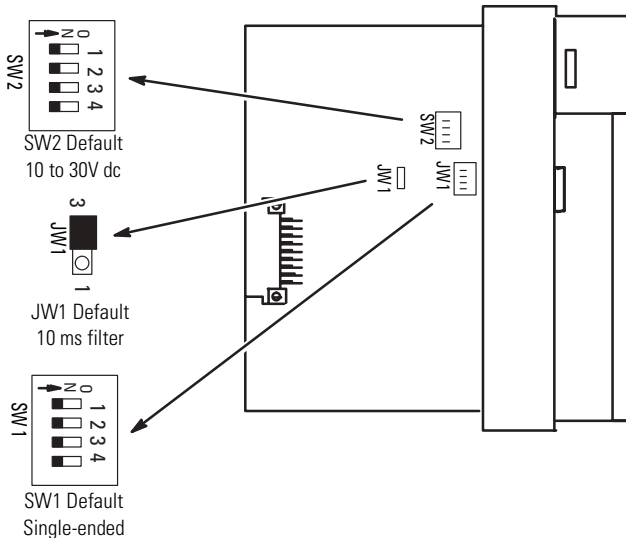 O N
1
2
3
4
SW2
SW2 Default
10 to 30V dc
3
JW1
1
JW1 Default
10 ms filter
O N
1
2
3
4
SW1
SW1 Default
Single-ended
SW2
JW1
JW1